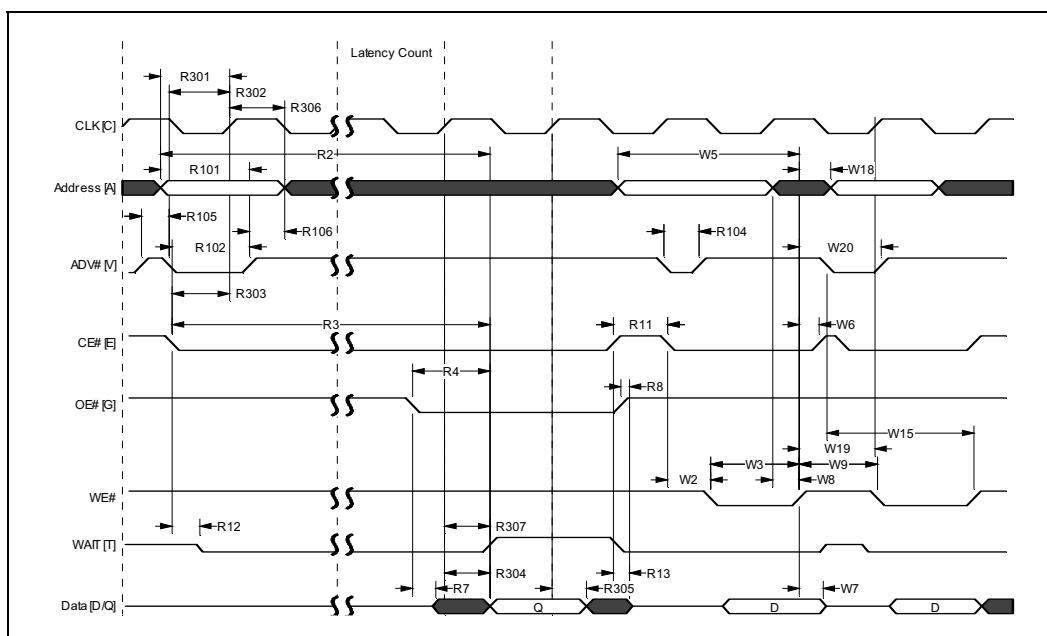 Latency Count
R301
R302
R306
CLK [C]
R2
W5
R101
W18
Address [A]
R105
R106
R104
R102
W20
ADV# [V]
R303
R3
R11
W6
CE# [E]
R4
R8
OE# [G]
W15
W19
W3
W9
W2
W8
WE#
R12
R307
WAIT [T]
R304
R13
R7
R305
W7
Data [D/Q]
Q
D
D